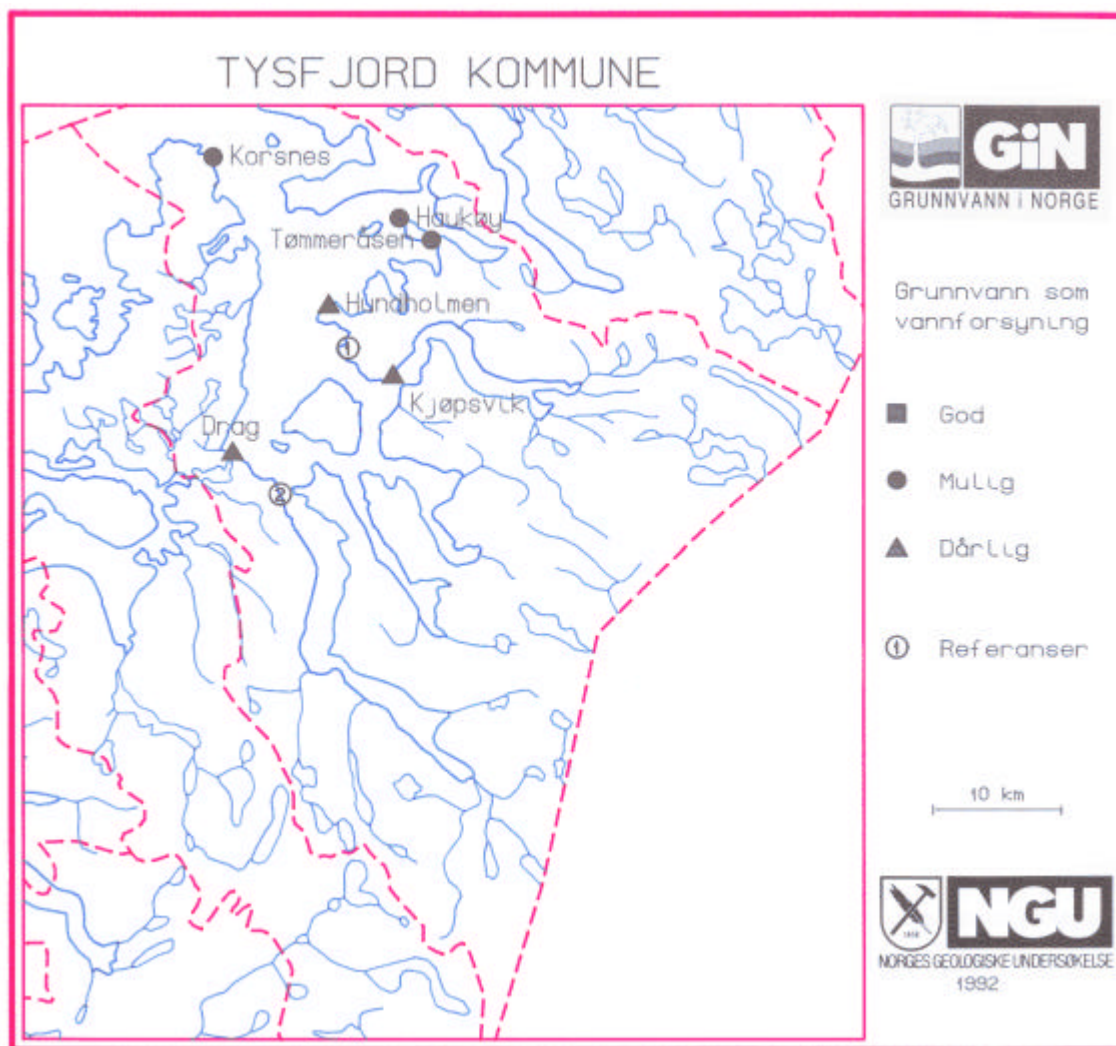 TYSFJORD KOMMUNE
Korsnes
Haukøy
Tømmeråsen
Hundholmen
1
Kjøpsvik
Drag
2
GiN
GRUNNVANN i NORGE
Grunnvann som
vannforsyning
God
Mulig
Dårlig
1 Referanser
10 km
NGU
NORGES GEOLOGISKE UNDERSØKELSE
1992